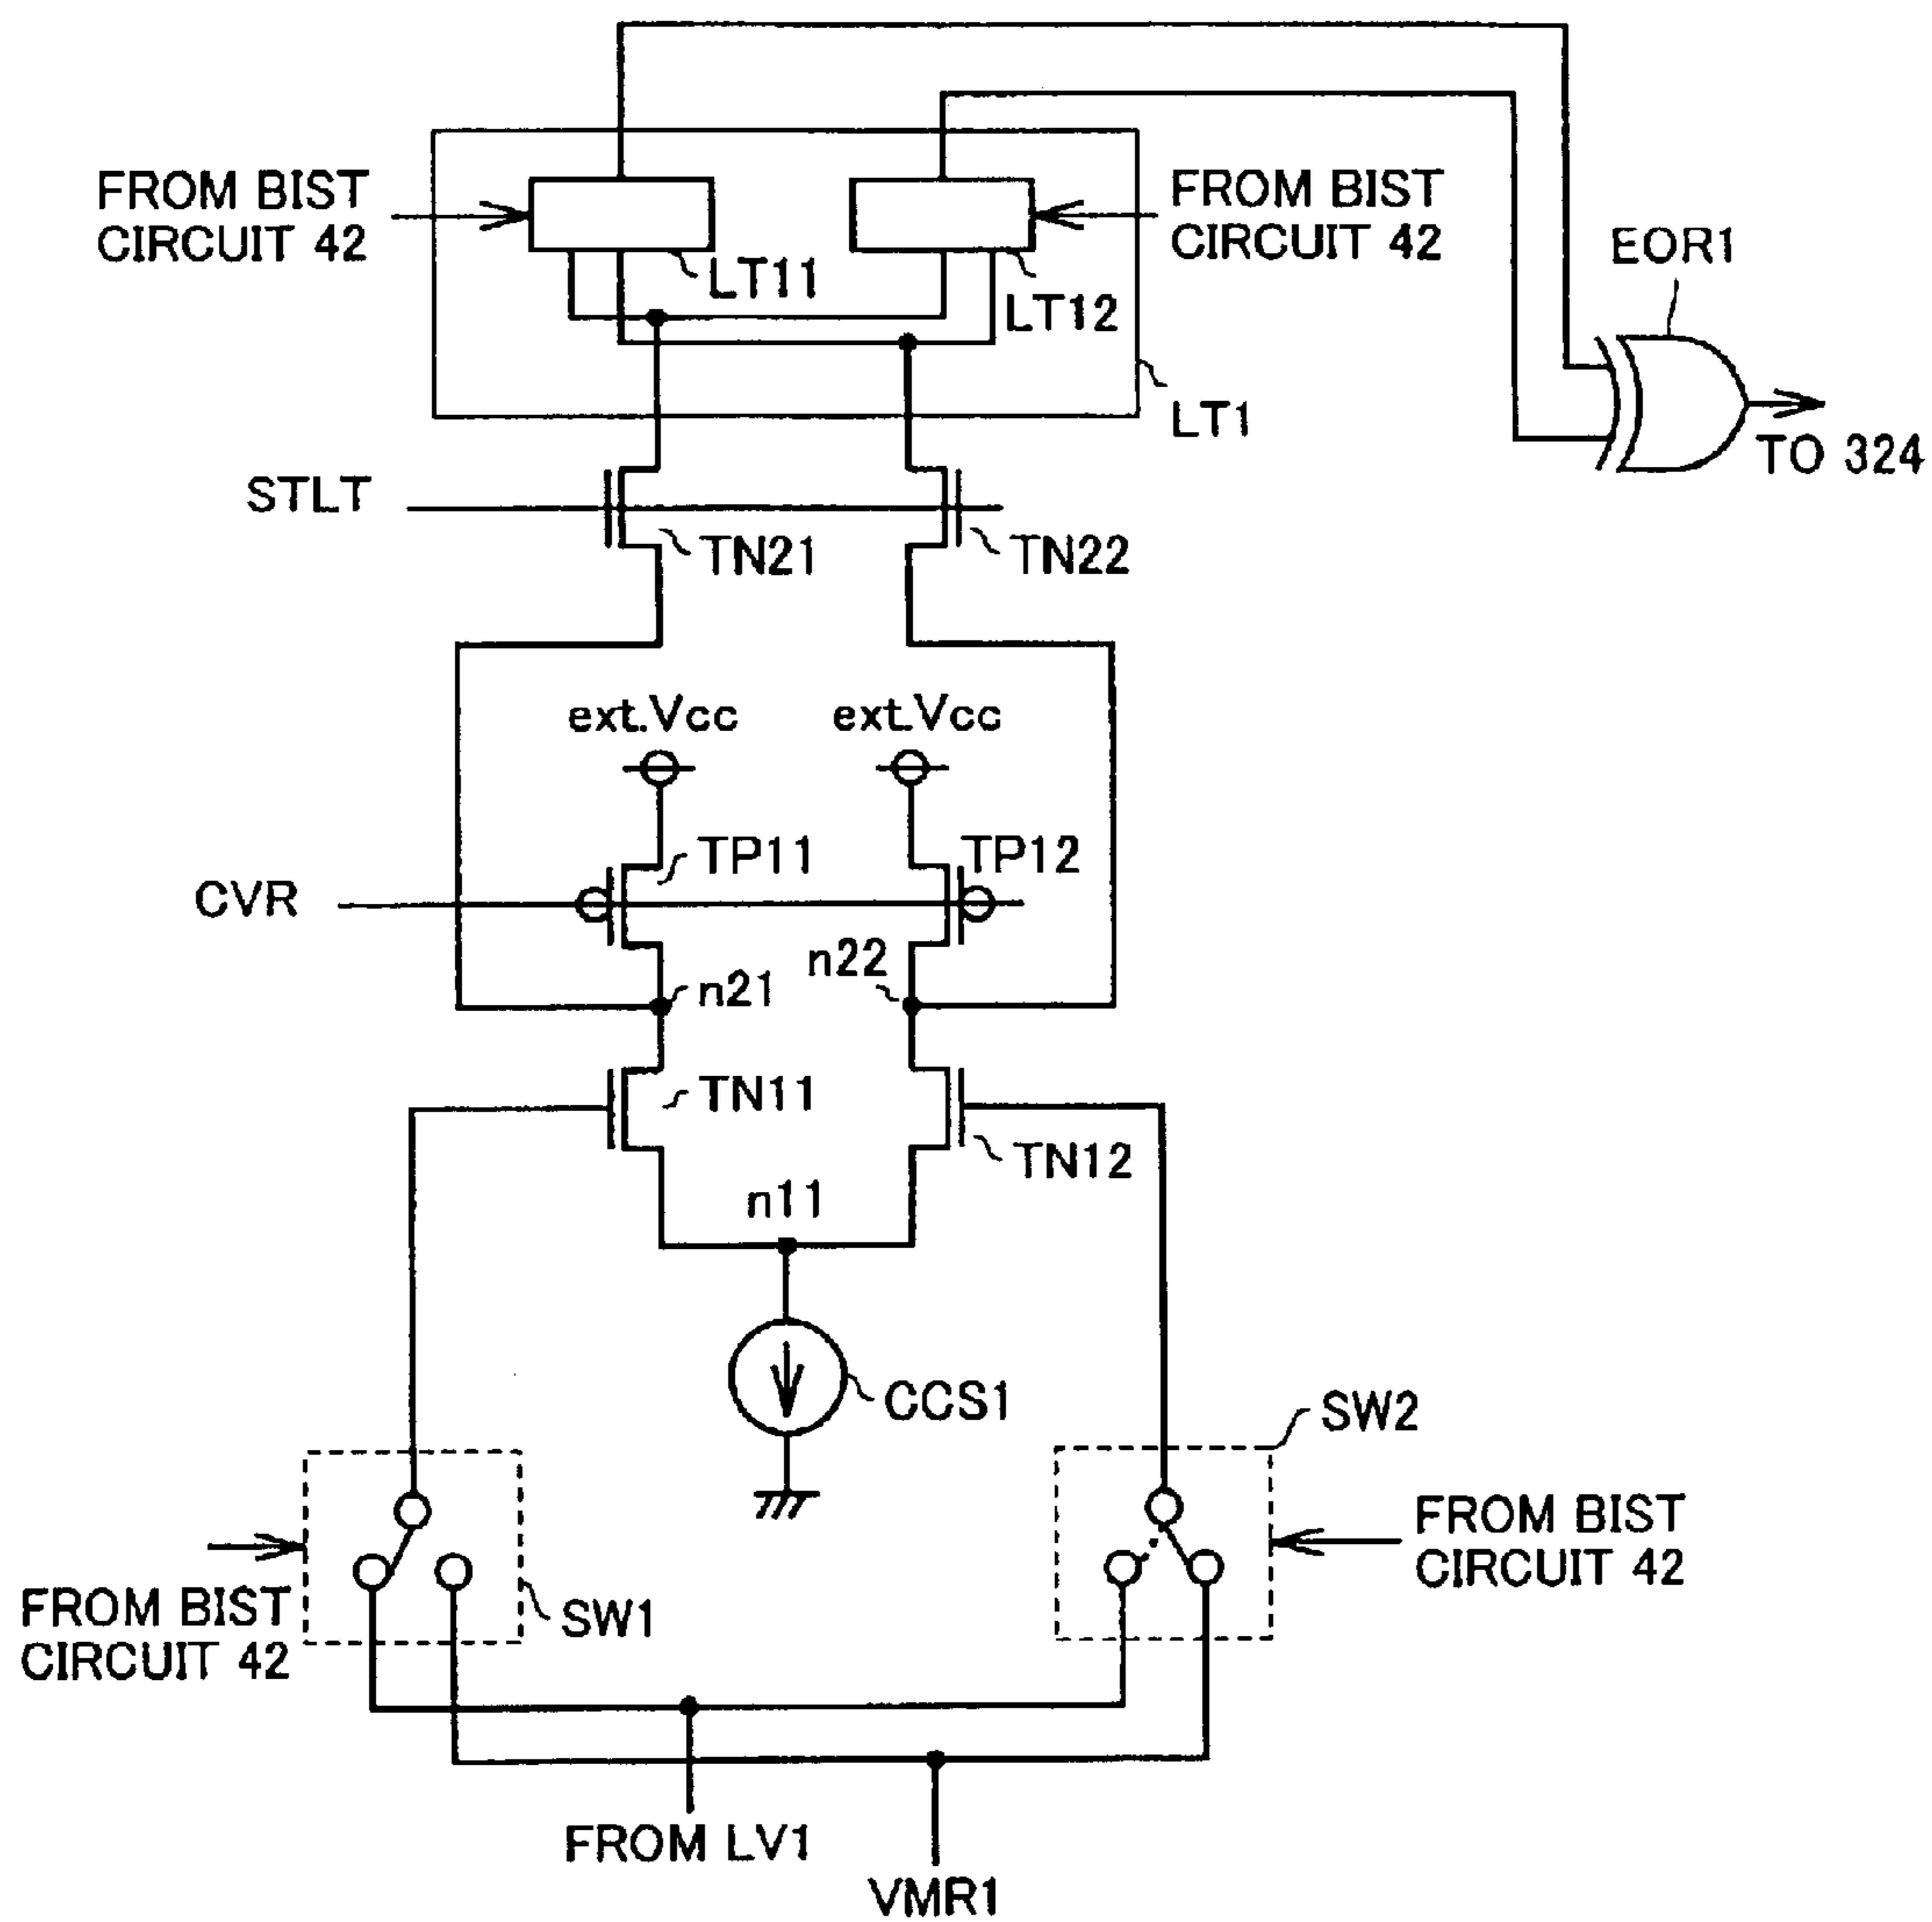 FROM BIST
CIRCUIT 42
FROM BIST
CIRCUIT 42
EOR1
LT11
LT12
LT1
TO 324
STLT
TN21
TN22
ext.Vcc
ext.Vcc
TP11
TP12
CVR
n22
n21
TN11
TN12
n11
CCS1
SW2
FROM BIST
CIRCUIT 42
FROM BIST
CIRCUIT 42
SW1
FROM LV1
VMR1